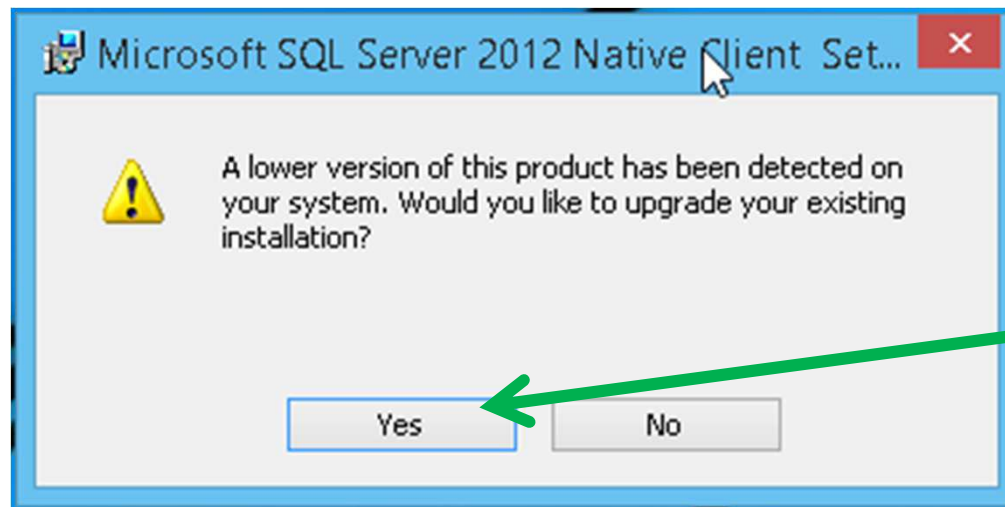 Microsoft SQL Server 2012 Native Client Set...
A lower version of this product has been detected on
your system. Would you like to upgrade your existing
installation?
Yes
No